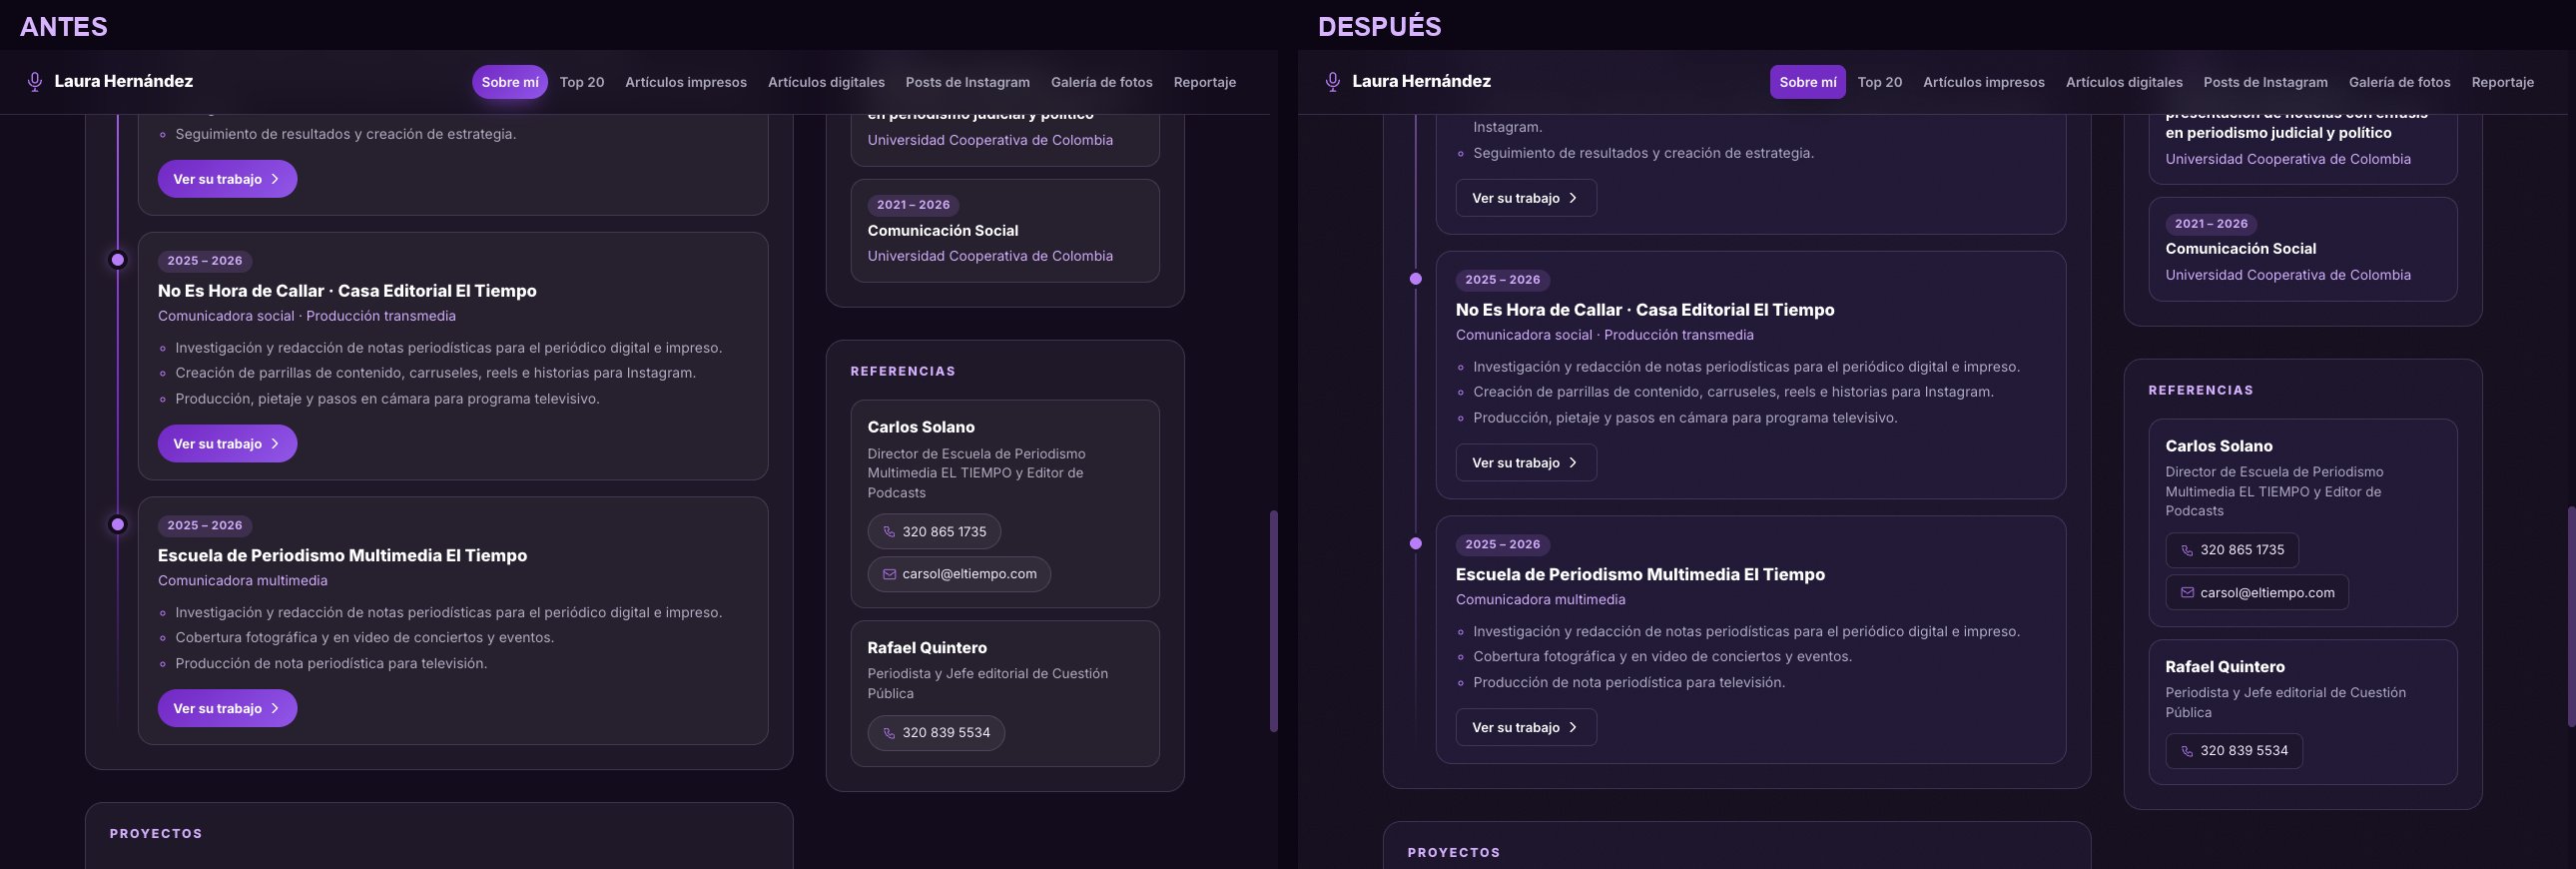 ANTES
Laura Hernández
Sobre mí
Top 20
Artículos impresos
Artículos digitales
Posts de Instagram
Galería de fotos
Reportaje
Seguimiento de resultados y creación de estrategia.
Ver su trabajo
2025 – 2026
No Es Hora de Callar · Casa Editorial El Tiempo
Comunicadora social · Producción transmedia
Investigación y redacción de notas periodísticas para el periódico digital e impreso.
Creación de parrillas de contenido, carruseles, reels e historias para Instagram.
Producción, pietaje y pasos en cámara para programa televisivo.
Ver su trabajo
2025 – 2026
Escuela de Periodismo Multimedia El Tiempo
Comunicadora multimedia
Investigación y redacción de notas periodísticas para el periódico digital e impreso.
Cobertura fotográfica y en video de conciertos y eventos.
Producción de nota periodística para televisión.
Ver su trabajo
PROYECTOS
en periodismo judicial y político
Universidad Cooperativa de Colombia
2021 – 2026
Comunicación Social
Universidad Cooperativa de Colombia
REFERENCIAS
Carlos Solano
Director de Escuela de Periodismo
Multimedia EL TIEMPO y Editor de
Podcasts
320 865 1735
carsol@eltiempo.com
Rafael Quintero
Periodista y Jefe editorial de Cuestión
Pública
320 839 5534
DESPUÉS
Laura Hernández
Sobre mí
Top 20
Artículos impresos
Artículos digitales
Posts de Instagram
Galería de fotos
Reportaje
Instagram.
Seguimiento de resultados y creación de estrategia.
Ver su trabajo
2025 – 2026
No Es Hora de Callar · Casa Editorial El Tiempo
Comunicadora social · Producción transmedia
Investigación y redacción de notas periodísticas para el periódico digital e impreso.
Creación de parrillas de contenido, carruseles, reels e historias para Instagram.
Producción, pietaje y pasos en cámara para programa televisivo.
Ver su trabajo
2025 – 2026
Escuela de Periodismo Multimedia El Tiempo
Comunicadora multimedia
Investigación y redacción de notas periodísticas para el periódico digital e impreso.
Cobertura fotográfica y en video de conciertos y eventos.
Producción de nota periodística para televisión.
Ver su trabajo
PROYECTOS
presentación de noticias con énfasis
en periodismo judicial y político
Universidad Cooperativa de Colombia
2021 – 2026
Comunicación Social
Universidad Cooperativa de Colombia
REFERENCIAS
Carlos Solano
Director de Escuela de Periodismo
Multimedia EL TIEMPO y Editor de
Podcasts
320 865 1735
carsol@eltiempo.com
Rafael Quintero
Periodista y Jefe editorial de Cuestión
Pública
320 839 5534